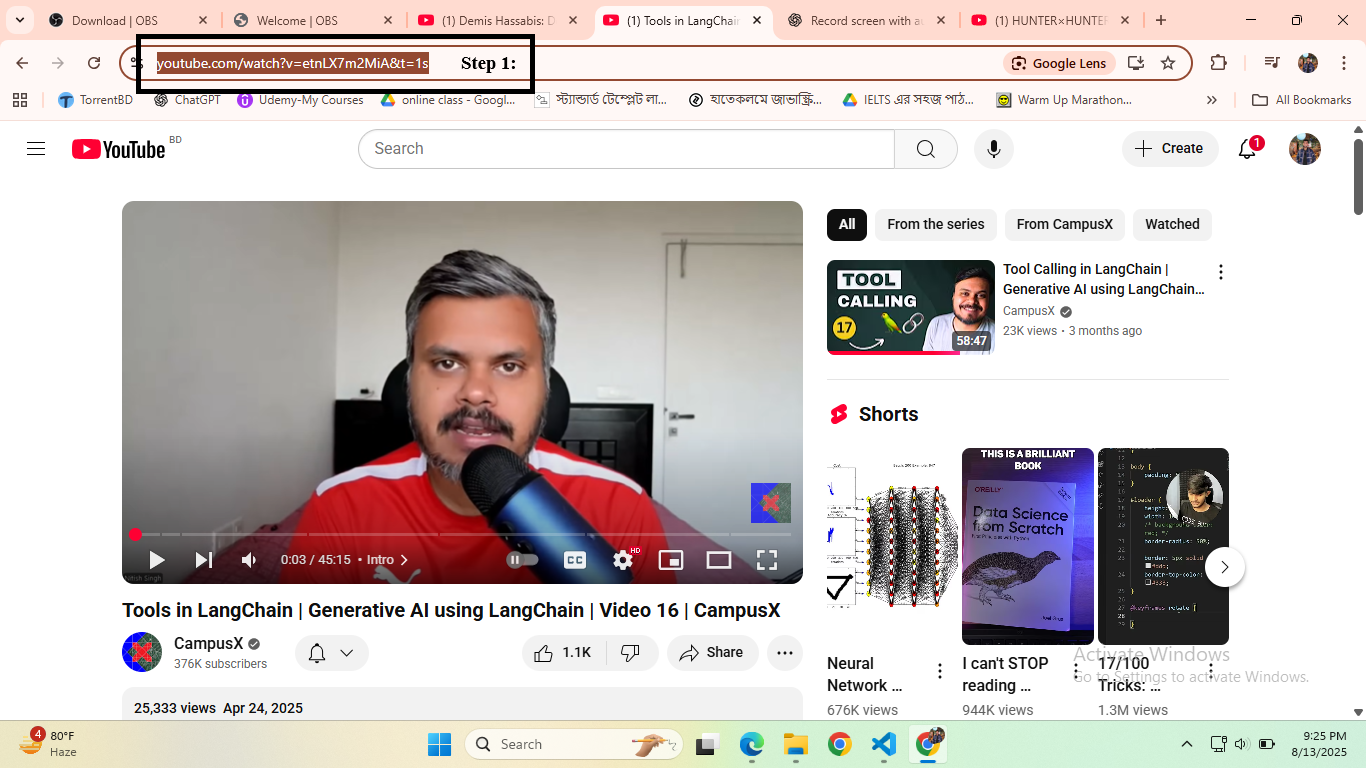 Download | OBS
Welcome | OBS
(1) Demis Hassabis: D
(1) Tools in LangChain
Record screen with au
(1) HUNTER×HUNTER
youtube.com/watch?v=etnLX7m2MiA&t=1s
Step 1:
Google Lens
TorrentBD
ChatGPT
Udemy-My Courses
online class - Googl...
স্ট্যান্ডার্ড টেম্পলেট লা...
হাতেকলমে জাভাস্ক্রি...
IELTS এর সহজ পাঠ...
Warm Up Marathon...
All Bookmarks
YouTube BD
Search
Create
1
All
From the series
From CampusX
Watched
TOOL
CALLING
17
58:47
Tool Calling in LangChain |
Generative AI using LangChain...
CampusX
23K views • 3 months ago
Shorts
THIS IS A BRILLIANT
BOOK
O'REILLY
Data Science
from Scratch
0:03 / 45:15 • Intro
CC
HD
Nitish Singh
Tools in LangChain | Generative AI using LangChain | Video 16 | CampusX
CampusX
376K subscribers
1.1K
Share
25,333 views Apr 24, 2025
Neural
Network ...
676K views
I can't STOP
reading ...
944K views
17/100
Tricks: ...
1.3M views
Activate Windows
Go to Settings to activate Windows.
4
80°F
Haze
Search
9:25 PM
8/13/2025